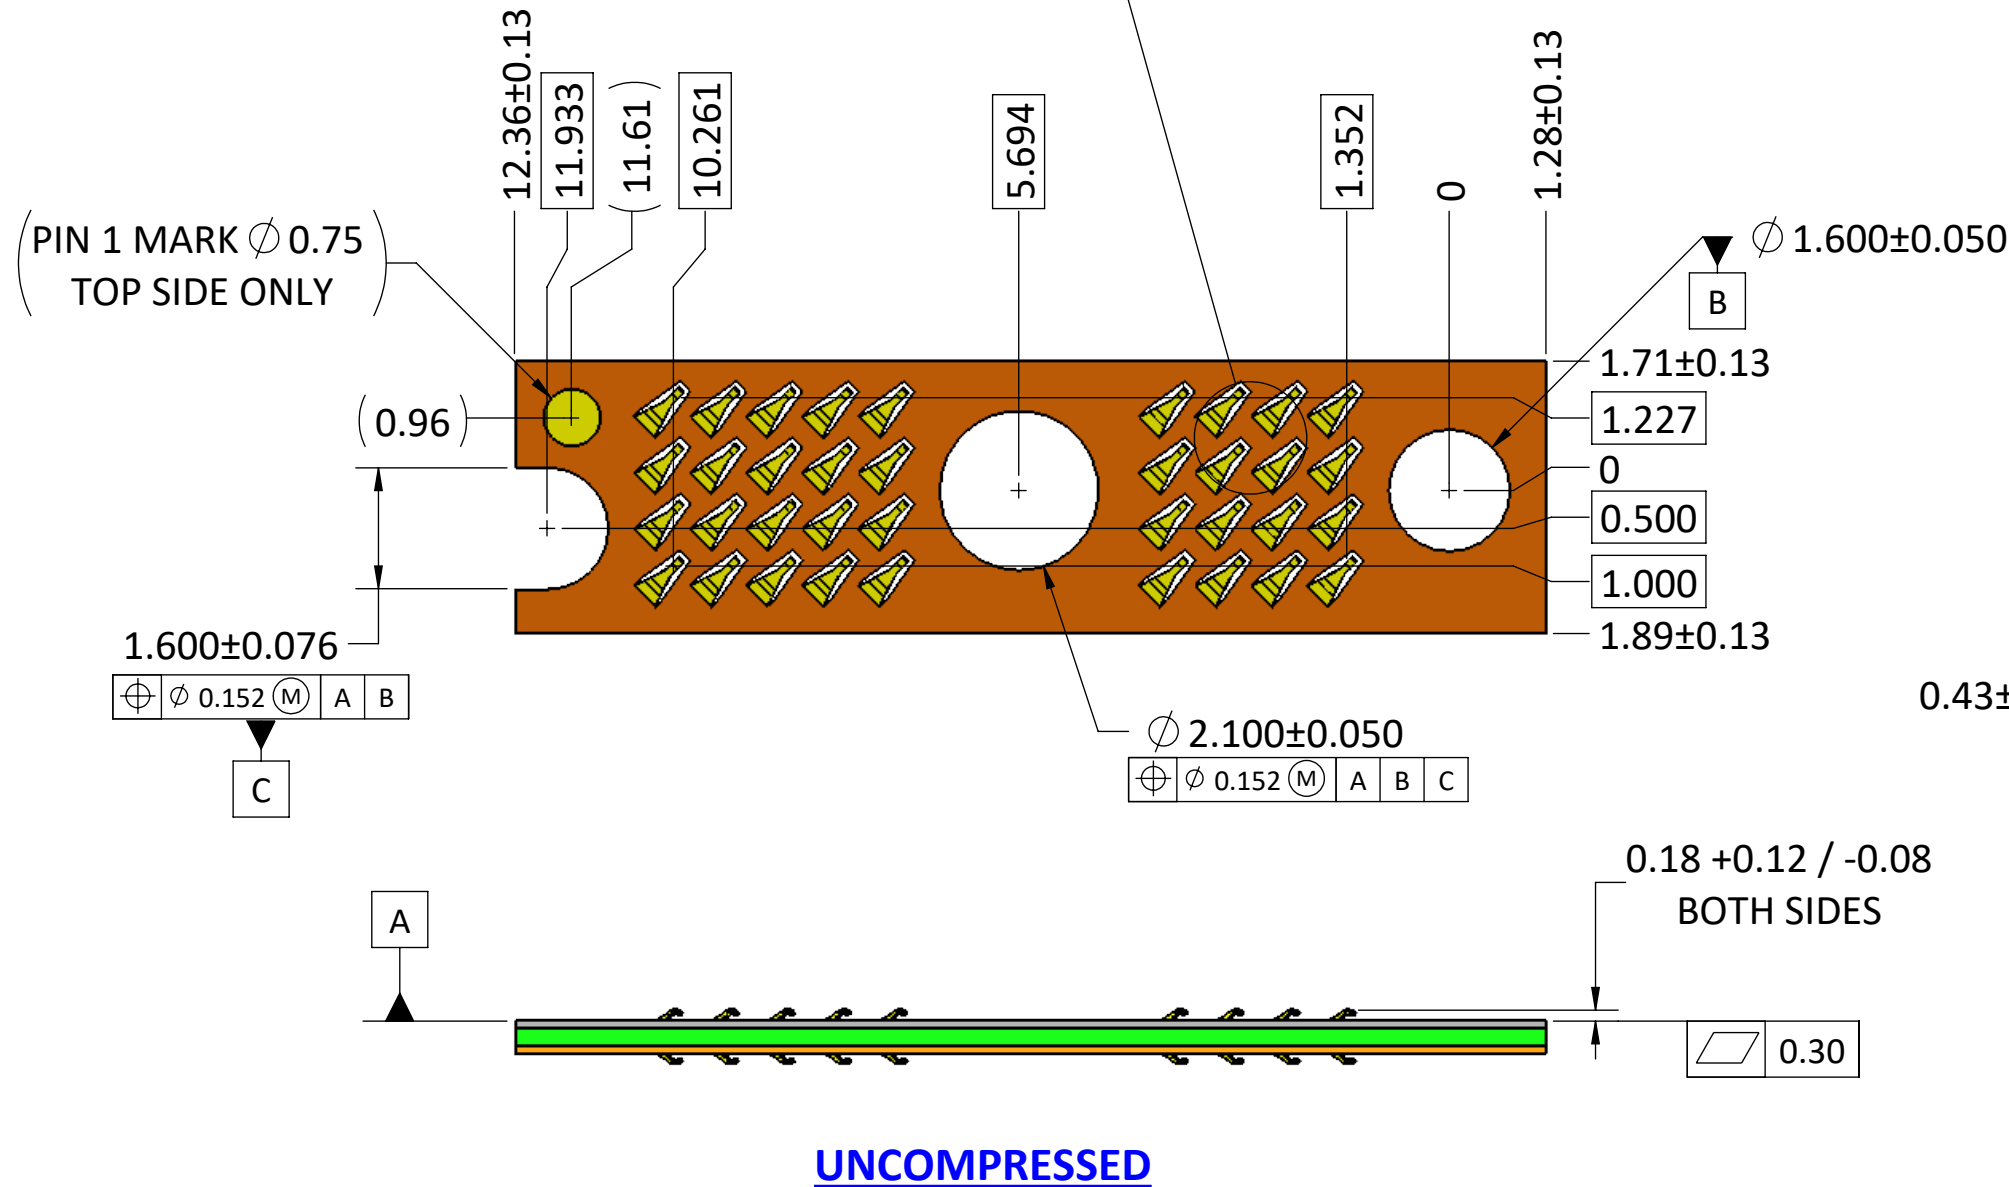 12.36±0.13
11.933
(11.61)
10.261
5.694
1.352
0
1.28±0.13
(PIN 1 MARK ∅ 0.75
TOP SIDE ONLY)
∅ 1.600±0.050
B
1.71±0.13
(0.96)
1.227
0
0.500
1.000
1.89±0.13
1.600±0.076
⌖ ∅ 0.152 Ⓜ A B
C
0.43±
∅ 2.100±0.050
⌖ ∅ 0.152 Ⓜ A B C
0.18 +0.12 / -0.08
BOTH SIDES
A
⏥ 0.30
UNCOMPRESSED